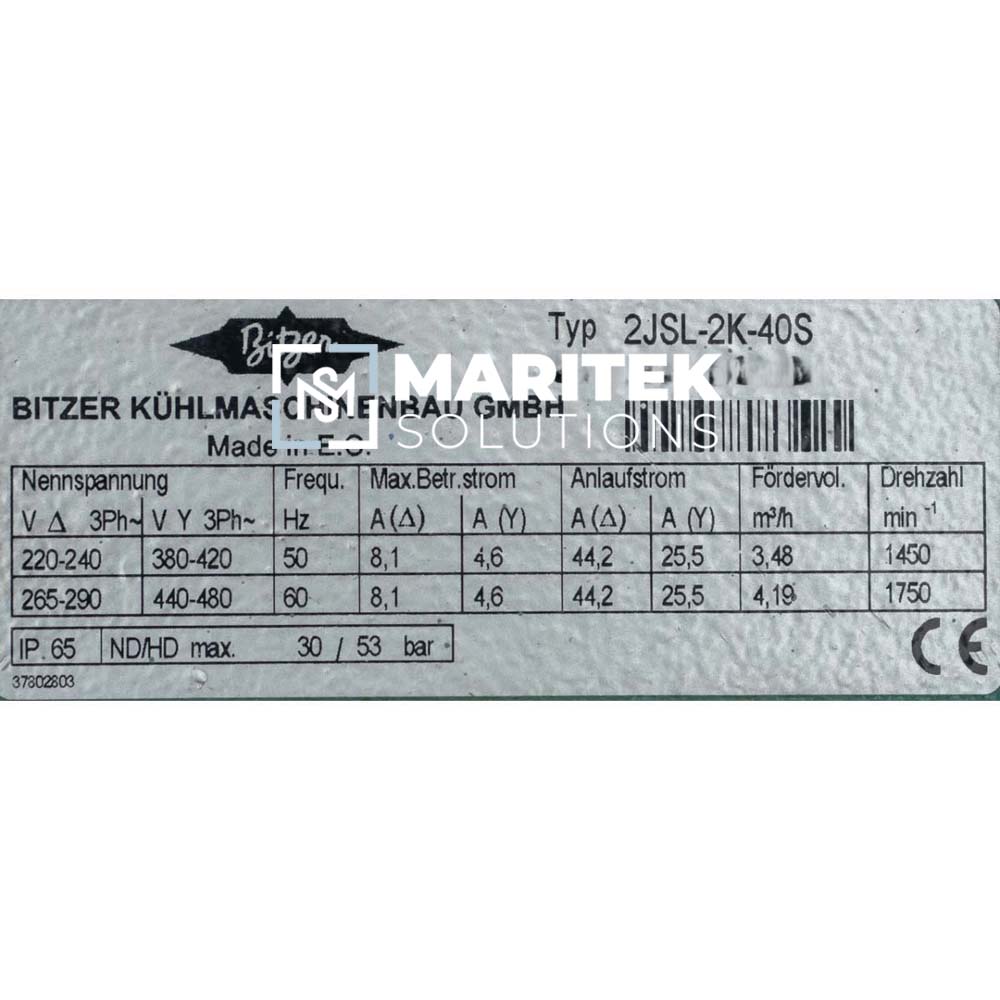 Bitzer
Typ 2JSL-2K-40S
MARITEK
SOLUTIONS
BITZER KÜHLMASCHINENBAU GMBH
Made in E.C.
Nennspannung Frequ. Max.Betr.strom Anlaufstrom Fördervol. Drehzahl
V Δ 3Ph~ V Y 3Ph~ Hz A (Δ) A (Y) A (Δ) A (Y) m³/h min⁻¹
220-240 380-420 50 8,1 4,6 44,2 25,5 3,48 1450
265-290 440-480 60 8,1 4,6 44,2 25,5 4,19 1750
IP 65 ND/HD max. 30 / 53 bar
CE
37802803